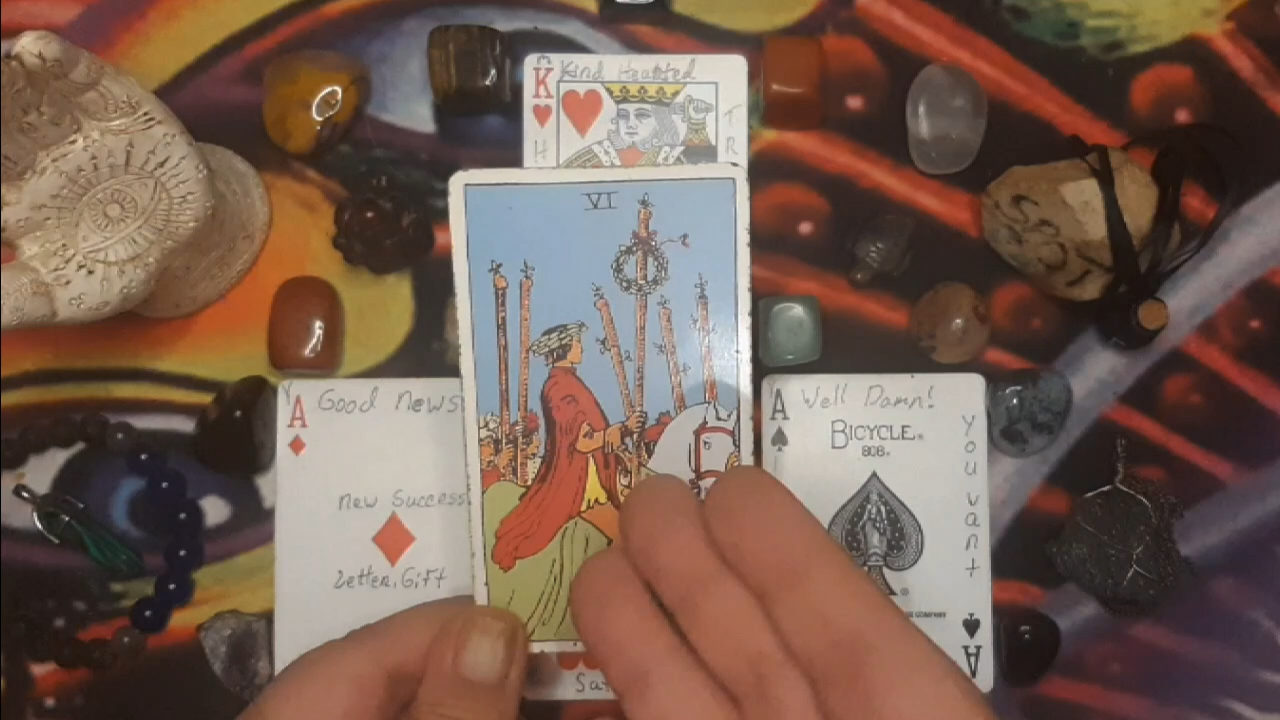 K Kind Hearted
H
T
R
VI
A Good News
New Success
Letter, Gift
A Well Damn!
BICYCLE®
808®
you want
A